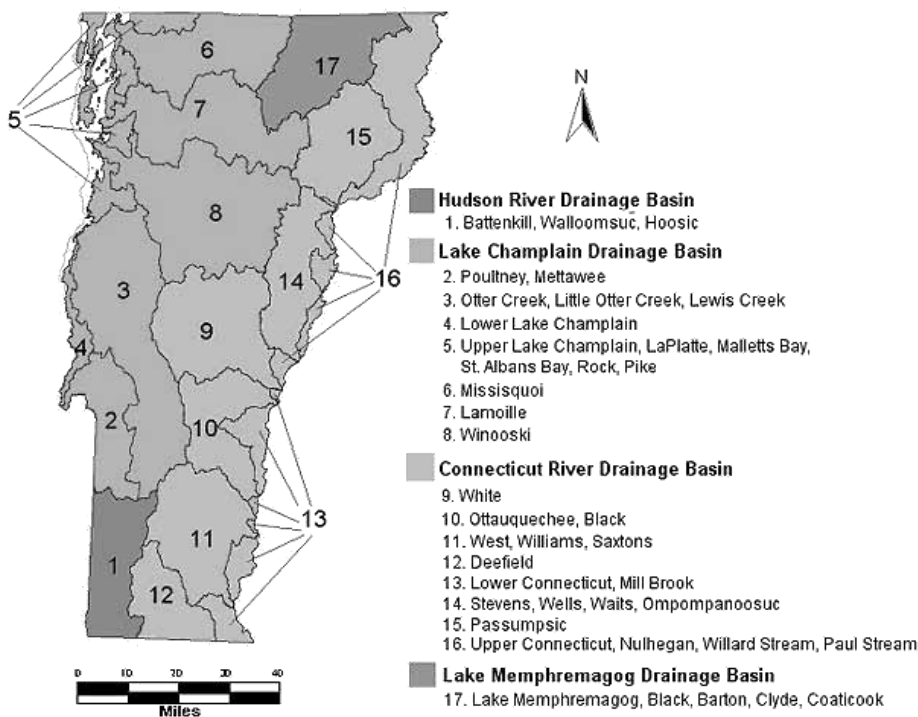 6
17
5
7
15
N
8
3
14
16
9
4
2
10
13
11
1
12
0 10 20 30 40
Miles
Hudson River Drainage Basin
1. Battenkill, Walloomsuc, Hoosic
Lake Champlain Drainage Basin
2. Poultney, Mettawee
3. Otter Creek, Little Otter Creek, Lewis Creek
4. Lower Lake Champlain
5. Upper Lake Champlain, LaPlatte, Malletts Bay,
St. Albans Bay, Rock, Pike
6. Missisquoi
7. Lamoille
8. Winooski
Connecticut River Drainage Basin
9. White
10. Ottauquechee, Black
11. West, Williams, Saxtons
12. Deefield
13. Lower Connecticut, Mill Brook
14. Stevens, Wells, Waits, Ompompanoosuc
15. Passumpsic
16. Upper Connecticut, Nulhegan, Willard Stream, Paul Stream
Lake Memphremagog Drainage Basin
17. Lake Memphremagog, Black, Barton, Clyde, Coaticook